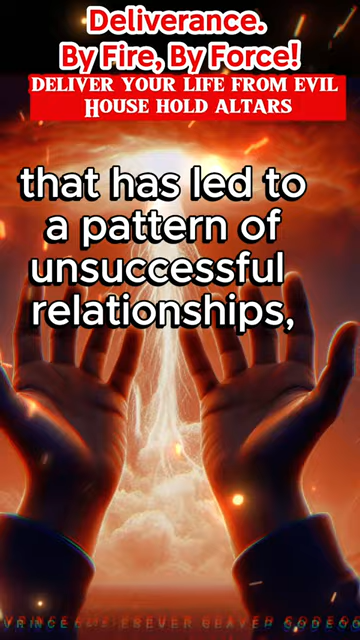 Deliverance.
By Fire, By Force!
DELIVER YOUR LIFE FROM EVIL
HOUSE HOLD ALTARS
that has led to
a pattern of
unsuccessful
relationships,